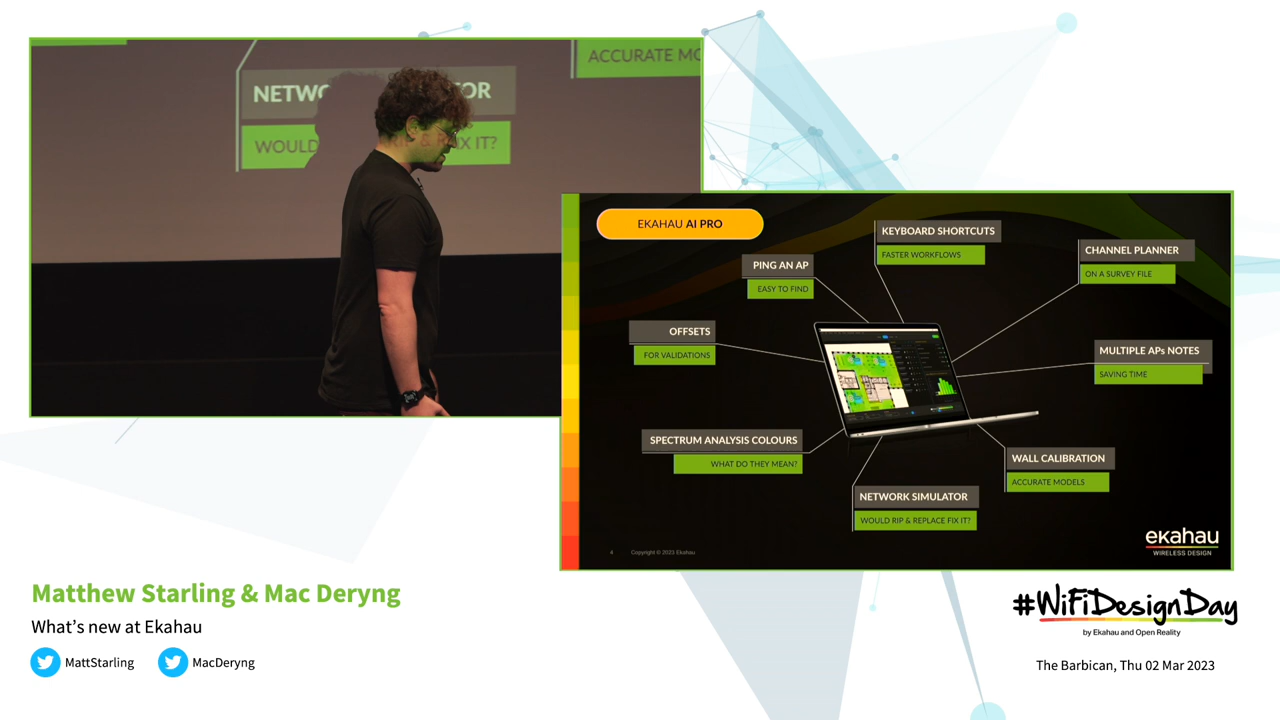 ACCURATE MO
NETWO
OR
WOULD RIP & FIX IT?
EKAHAU AI PRO
KEYBOARD SHORTCUTS
FASTER WORKFLOWS
CHANNEL PLANNER
ON A SURVEY FILE
PING AN AP
EASY TO FIND
OFFSETS
FOR VALIDATIONS
MULTIPLE APs NOTES
SAVING TIME
SPECTRUM ANALYSIS COLOURS
WHAT DO THEY MEAN?
WALL CALIBRATION
ACCURATE MODELS
NETWORK SIMULATOR
WOULD RIP & REPLACE FIX IT?
4 Copyright © 2023 Ekahau
ekahau
WIRELESS DESIGN
Matthew Starling & Mac Deryng
What's new at Ekahau
MattStarling
MacDeryng
#WiFiDesignDay
by Ekahau and Open Reality
The Barbican, Thu 02 Mar 2023